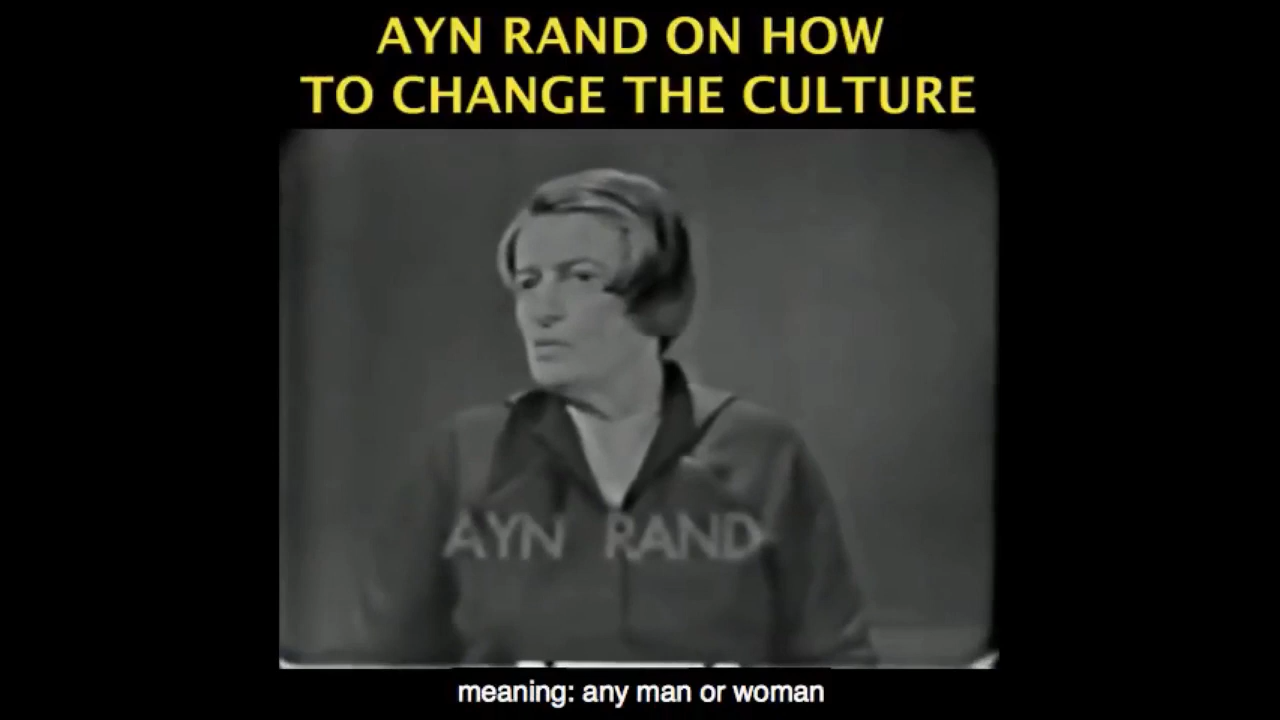 AYN RAND ON HOW
TO CHANGE THE CULTURE
AYN RAND
meaning: any man or woman